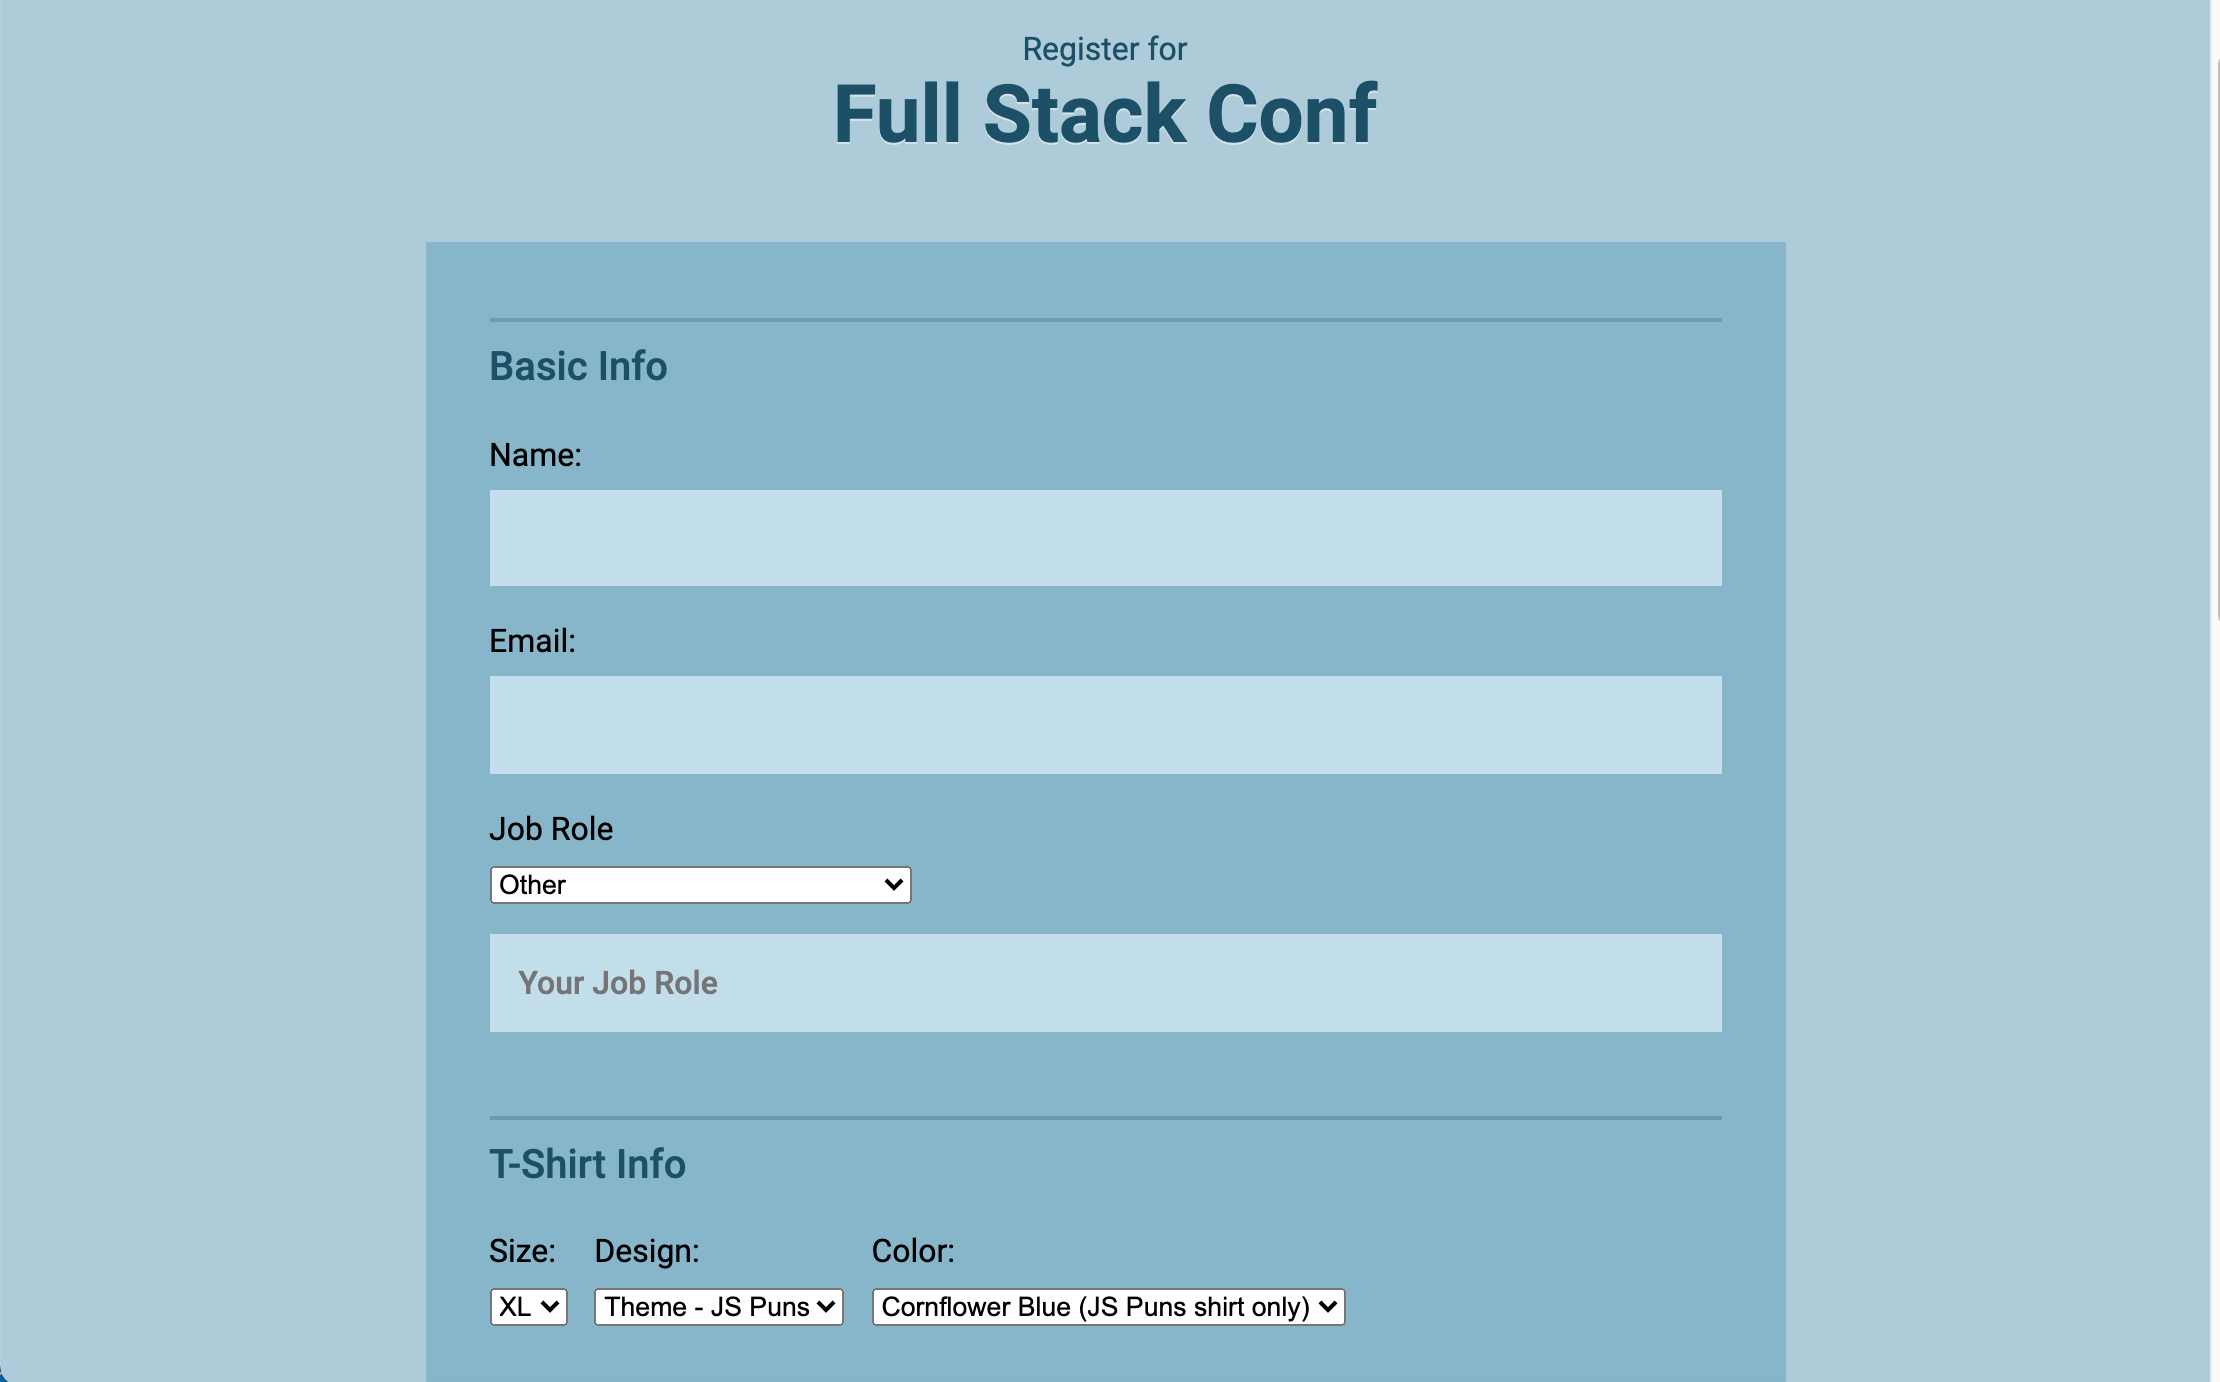 Register for
Full Stack Conf
Basic Info
Name:
Email:
Job Role
Other
Your Job Role
T-Shirt Info
Size: Design: Color:
XL Theme - JS Puns Cornflower Blue (JS Puns shirt only)